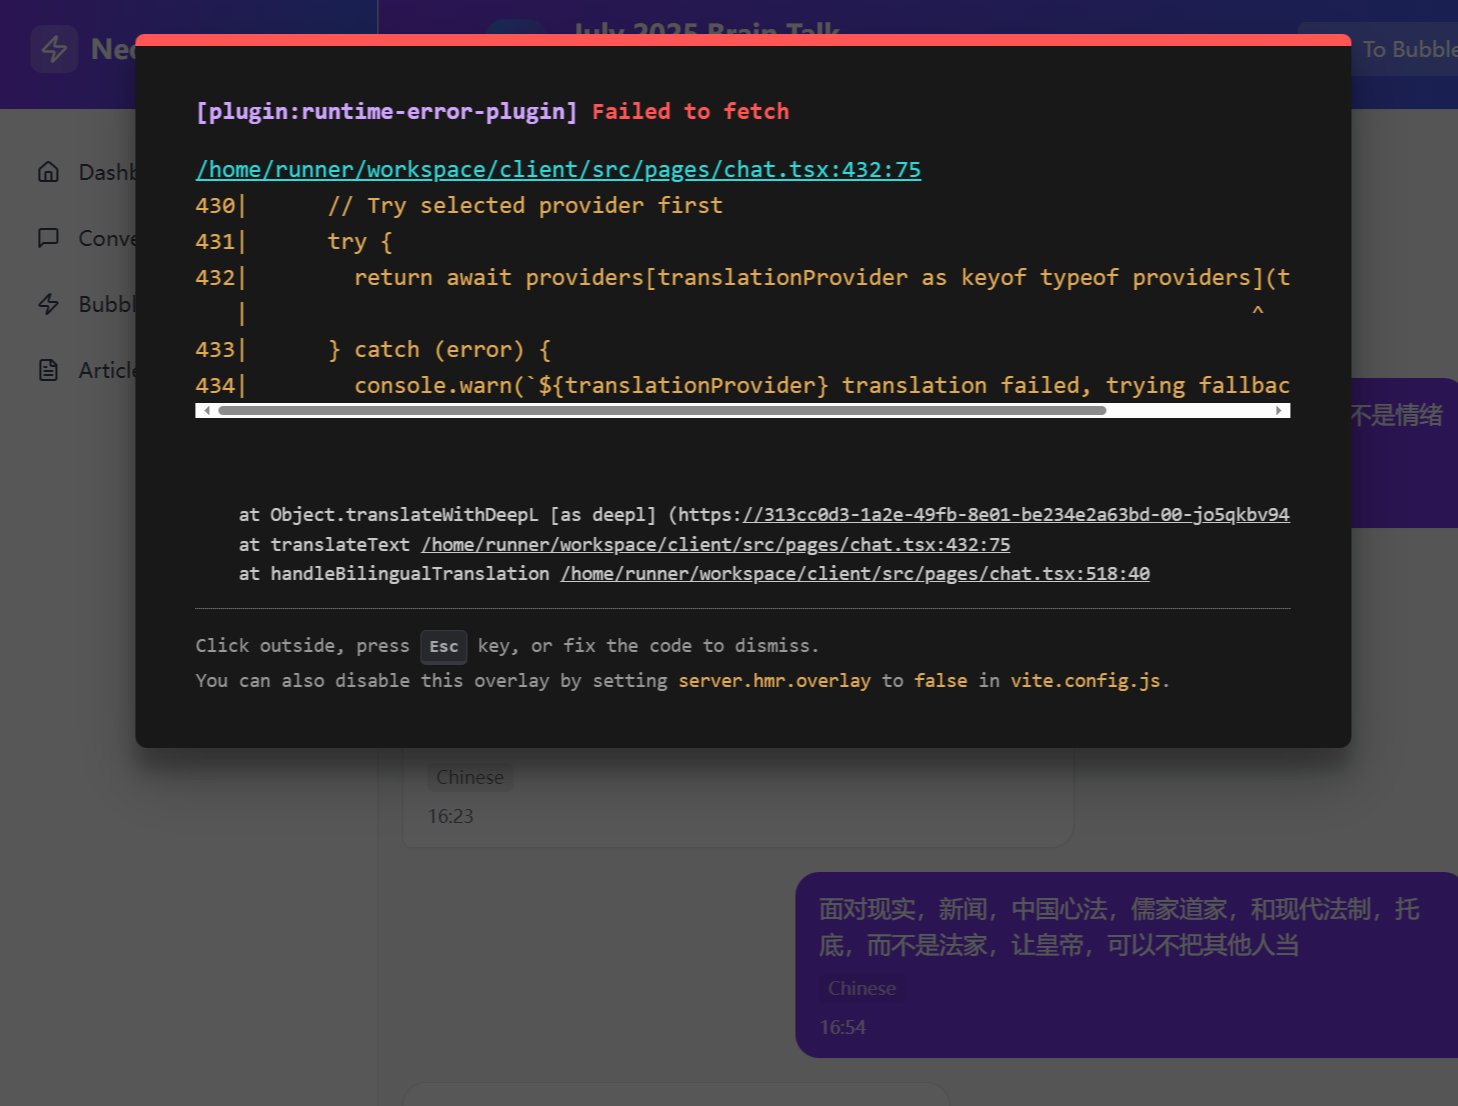 Nec
July 2025 Brain Talk
To Bubble
[plugin:runtime-error-plugin] Failed to fetch
/home/runner/workspace/client/src/pages/chat.tsx:432:75
430|      // Try selected provider first
431|      try {
432|        return await providers[translationProvider as keyof typeof providers](t
|                                                                             ^
433|      } catch (error) {
434|        console.warn(`${translationProvider} translation failed, trying fallbac
at Object.translateWithDeepL [as deepl] (https://313cc0d3-1a2e-49fb-8e01-be234e2a63bd-00-jo5qkbv94
at translateText /home/runner/workspace/client/src/pages/chat.tsx:432:75
at handleBilingualTranslation /home/runner/workspace/client/src/pages/chat.tsx:518:40
Click outside, press Esc key, or fix the code to dismiss.
You can also disable this overlay by setting server.hmr.overlay to false in vite.config.js.
Dashb
Conve
Bubbl
Article
不是情绪
Chinese
16:23
面对现实，新闻，中国心法，儒家道家，和现代法制，托
底，而不是法家，让皇帝，可以不把其他人当
Chinese
16:54